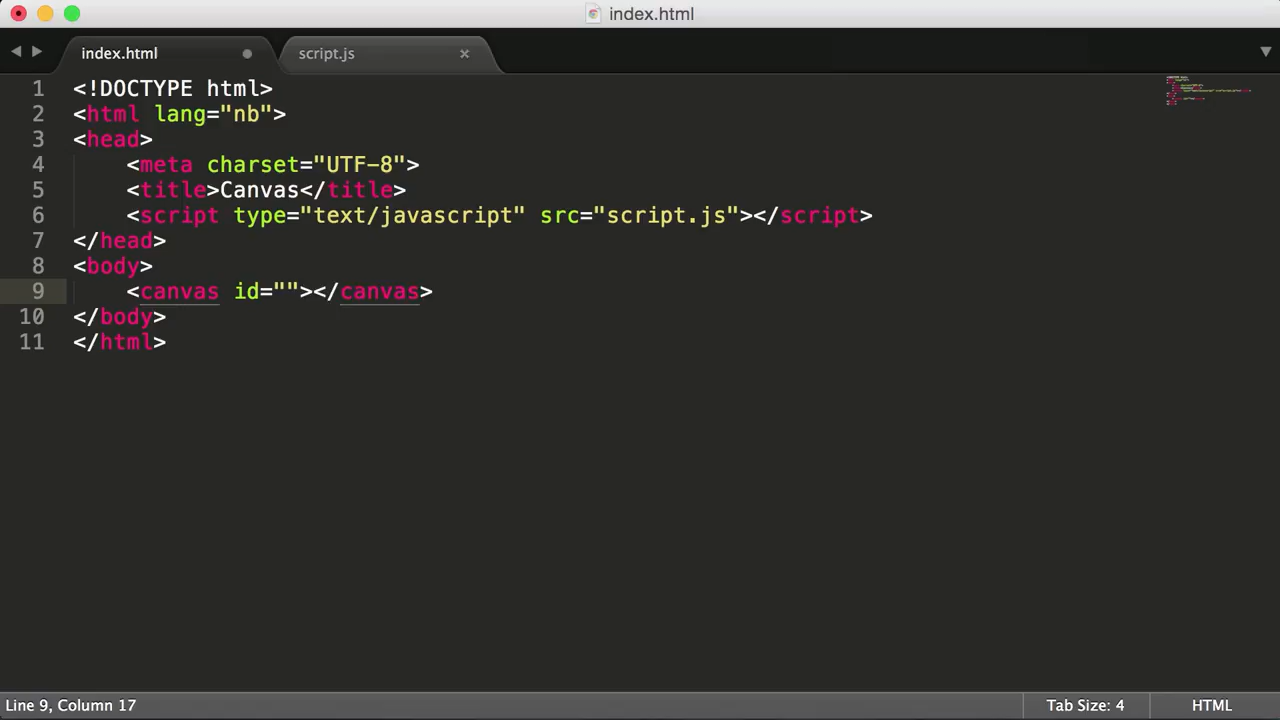 index.html
index.html
script.js
1 <!DOCTYPE html>
2 <html lang="nb">
3 <head>
4     <meta charset="UTF-8">
5     <title>Canvas</title>
6     <script type="text/javascript" src="script.js"></script>
7 </head>
8 <body>
9     <canvas id=""></canvas>
10 </body>
11 </html>
Line 9, Column 17
Tab Size: 4
HTML